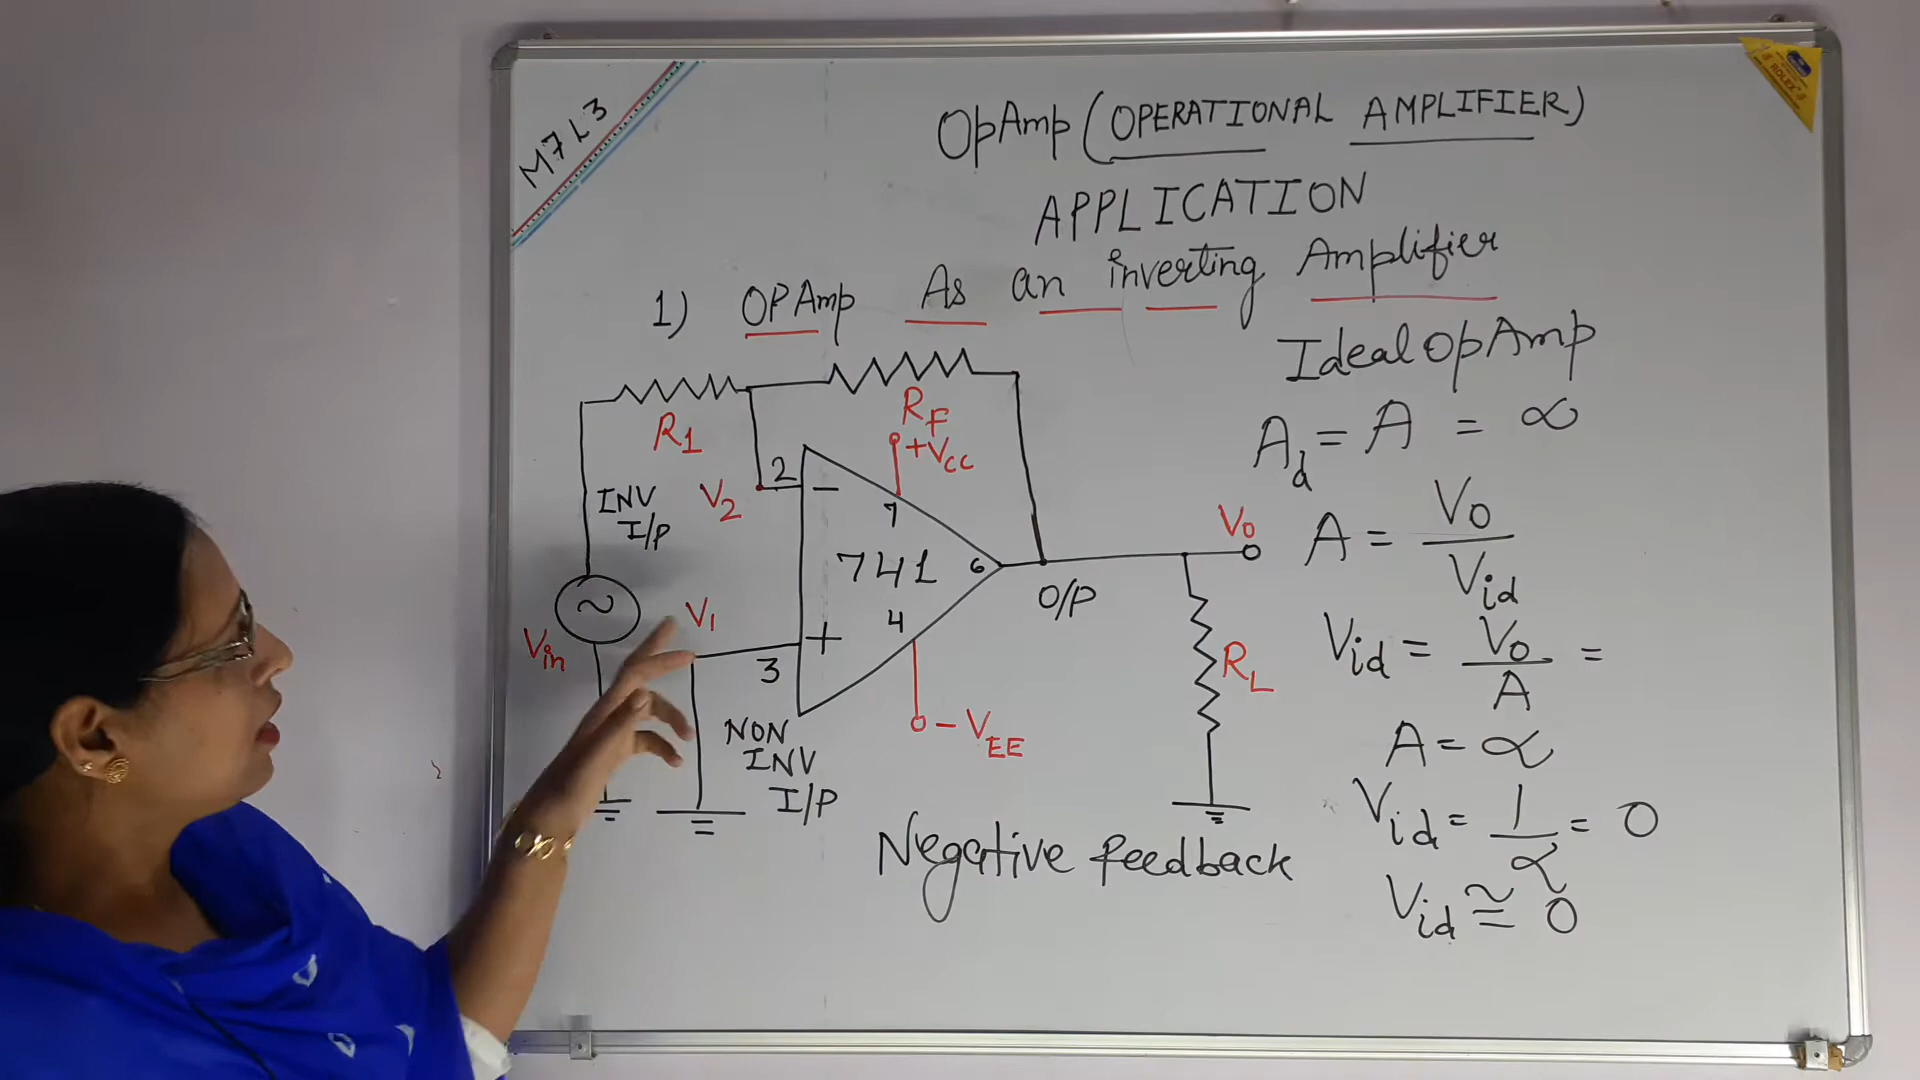 M7L3
OpAmp (OPERATIONAL AMPLIFIER)
APPLICATION
1) OPAmp As an inverting Amplifier
R1
RF
+VCC
INV
I/P
V2
2
−
7
741
6
4
V1
3
+
Vin
NON
INV
I/P
−VEE
O/P
Vo
RL
Negative feedback
Ideal OpAmp
Ad = A = ∝
A = Vo / Vid
Vid = Vo / A =
A = ∝
Vid = 1 / ∝ = 0
Vid ≅ 0
ROLEX